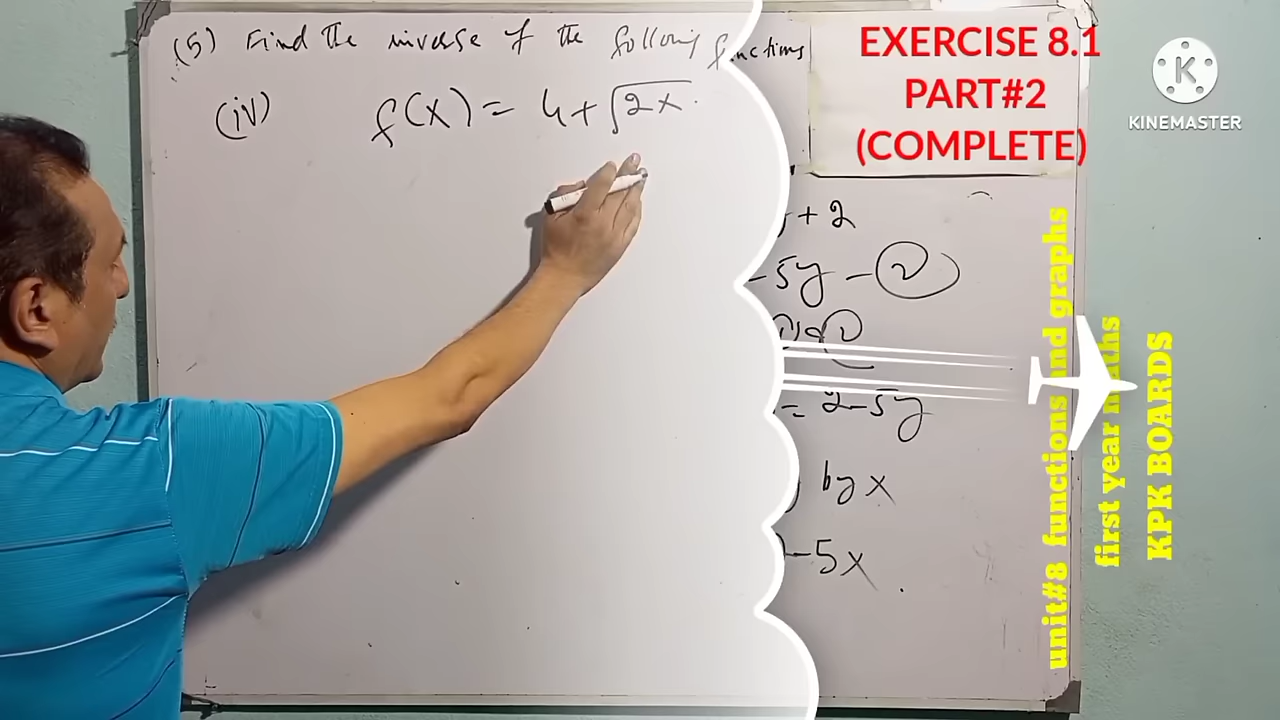 (5) Find the inverse of the following functions
(iv) f(x) = 4+√2x.
EXERCISE 8.1
PART#2
(COMPLETE)
K
KINEMASTER
+ 2
- 5y - (2)
= 2-5y
by x
-5x
unit#8 functions and graphs
first year maths
KPK BOARDS